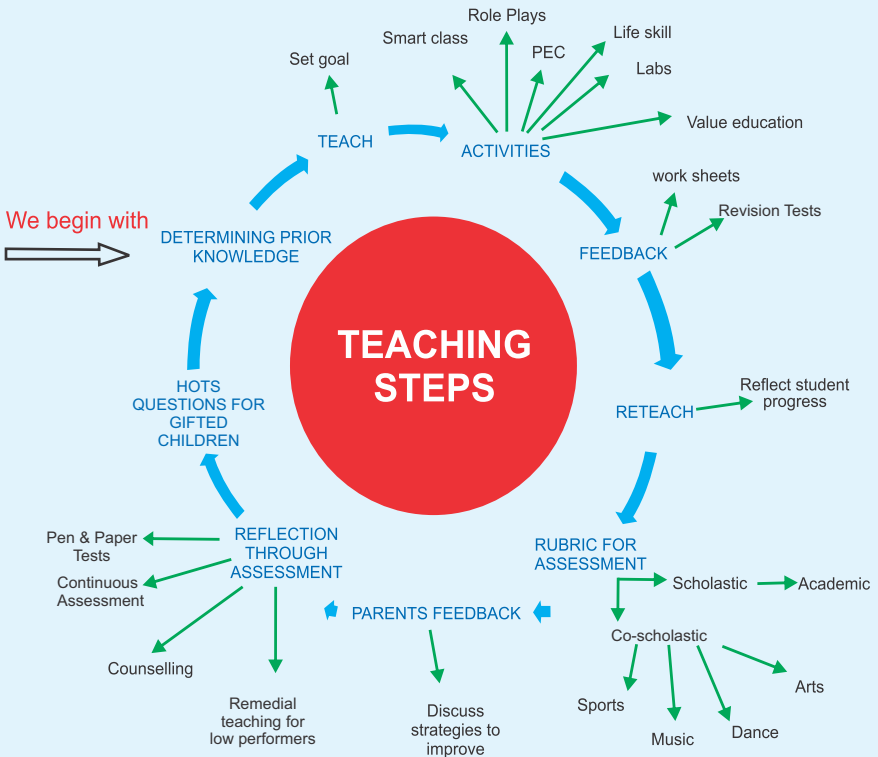 We begin with
DETERMINING PRIOR
KNOWLEDGE
TEACH
Set goal
ACTIVITIES
Smart class
Role Plays
PEC
Life skill
Labs
Value education
FEEDBACK
work sheets
Revision Tests
RETEACH
Reflect student
progress
RUBRIC FOR
ASSESSMENT
Scholastic
Academic
Co-scholastic
Sports
Music
Dance
Arts
PARENTS FEEDBACK
Discuss
strategies to
improve
REFLECTION
THROUGH
ASSESSMENT
Pen & Paper
Tests
Continuous
Assessment
Counselling
Remedial
teaching for
low performers
HOTS
QUESTIONS FOR
GIFTED
CHILDREN
TEACHING
STEPS